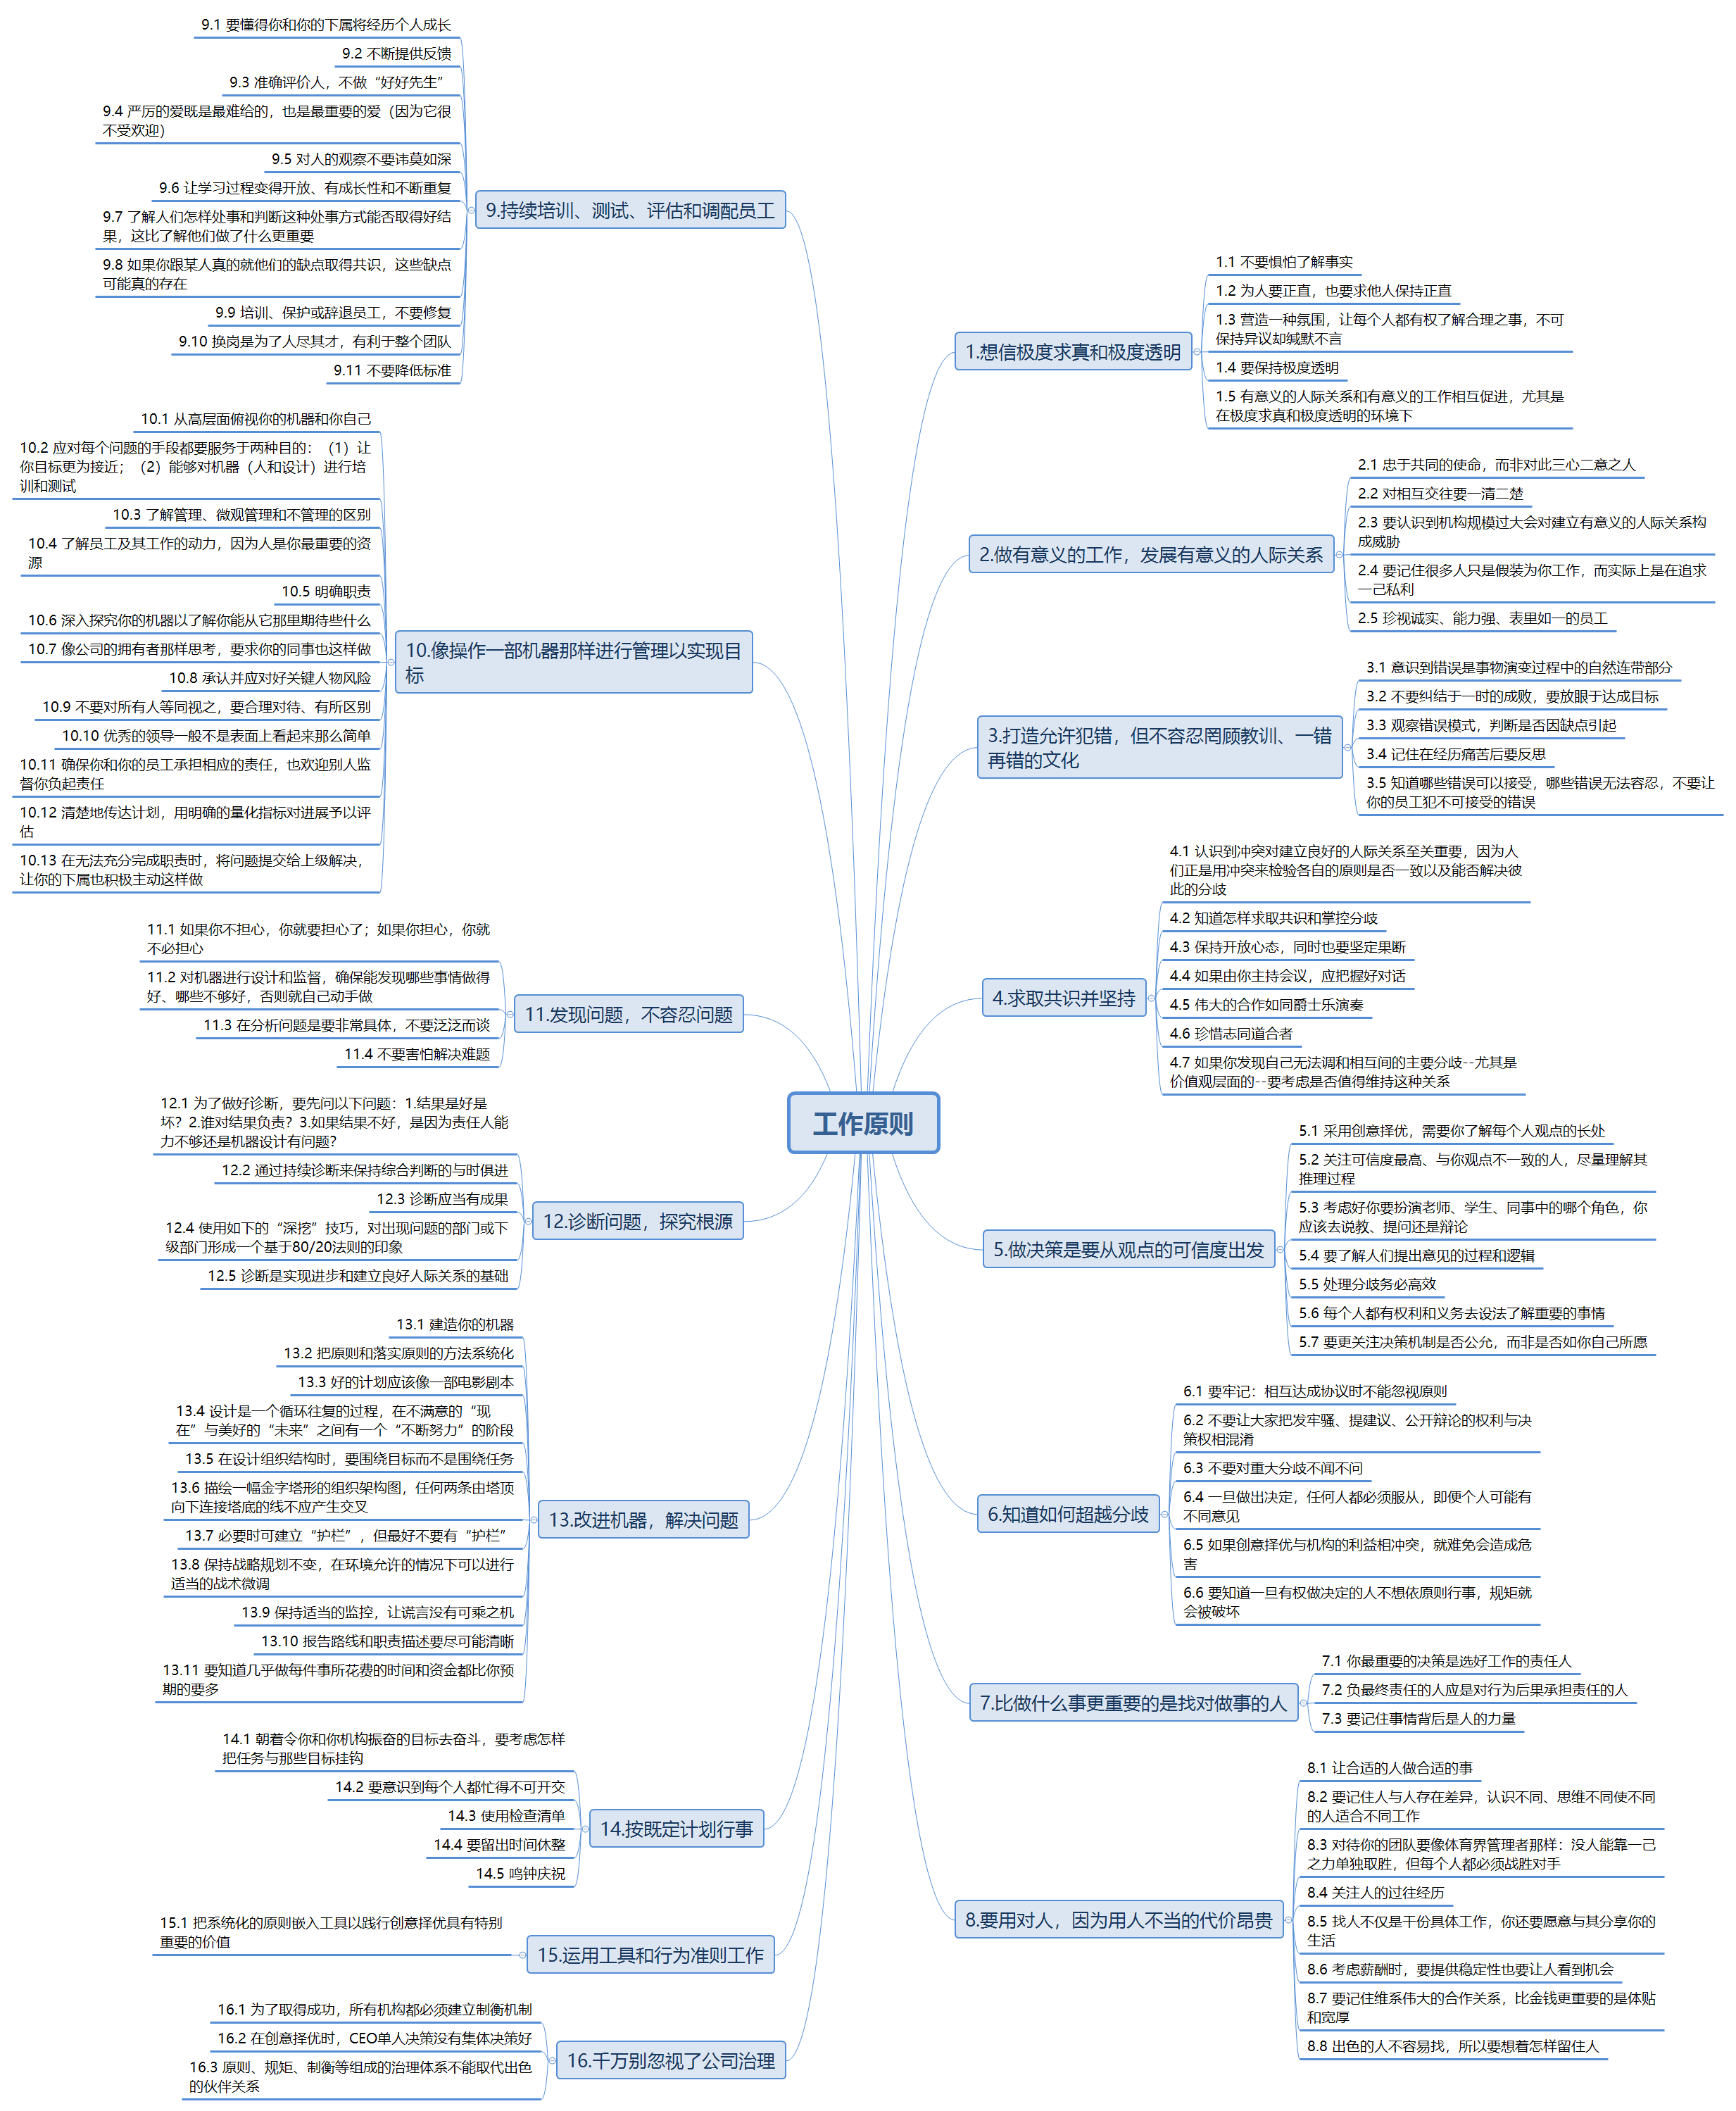 工作原则
1.想信极度求真和极度透明
1.1 不要惧怕了解事实
1.2 为人要正直，也要求他人保持正直
1.3 营造一种氛围，让每个人都有权了解合理之事，不可
保持异议却缄默不言
1.4 要保持极度透明
1.5 有意义的人际关系和有意义的工作相互促进，尤其是
在极度求真和极度透明的环境下
2.做有意义的工作，发展有意义的人际关系
2.1 忠于共同的使命，而非对此三心二意之人
2.2 对相互交往要一清二楚
2.3 要认识到机构规模过大会对建立有意义的人际关系构
成威胁
2.4 要记住很多人只是假装为你工作，而实际上是在追求
一己私利
2.5 珍视诚实、能力强、表里如一的员工
3.打造允许犯错，但不容忍罔顾教训、一错
再错的文化
3.1 意识到错误是事物演变过程中的自然连带部分
3.2 不要纠结于一时的成败，要放眼于达成目标
3.3 观察错误模式，判断是否因缺点引起
3.4 记住在经历痛苦后要反思
3.5 知道哪些错误可以接受，哪些错误无法容忍，不要让
你的员工犯不可接受的错误
4.求取共识并坚持
4.1 认识到冲突对建立良好的人际关系至关重要，因为人
们正是用冲突来检验各自的原则是否一致以及能否解决彼
此的分歧
4.2 知道怎样求取共识和掌控分歧
4.3 保持开放心态，同时也要坚定果断
4.4 如果由你主持会议，应把握好对话
4.5 伟大的合作如同爵士乐演奏
4.6 珍惜志同道合者
4.7 如果你发现自己无法调和相互间的主要分歧--尤其是
价值观层面的--要考虑是否值得维持这种关系
5.做决策是要从观点的可信度出发
5.1 采用创意择优，需要你了解每个人观点的长处
5.2 关注可信度最高、与你观点不一致的人，尽量理解其
推理过程
5.3 考虑好你要扮演老师、学生、同事中的哪个角色，你
应该去说教、提问还是辩论
5.4 要了解人们提出意见的过程和逻辑
5.5 处理分歧务必高效
5.6 每个人都有权利和义务去设法了解重要的事情
5.7 要更关注决策机制是否公允，而非是否如你自己所愿
6.知道如何超越分歧
6.1 要牢记：相互达成协议时不能忽视原则
6.2 不要让大家把发牢骚、提建议、公开辩论的权利与决
策权相混淆
6.3 不要对重大分歧不闻不问
6.4 一旦做出决定，任何人都必须服从，即便个人可能有
不同意见
6.5 如果创意择优与机构的利益相冲突，就难免会造成危
害
6.6 要知道一旦有权做决定的人不想依原则行事，规矩就
会被破坏
7.比做什么事更重要的是找对做事的人
7.1 你最重要的决策是选好工作的责任人
7.2 负最终责任的人应是对行为后果承担责任的人
7.3 要记住事情背后是人的力量
8.要用对人，因为用人不当的代价昂贵
8.1 让合适的人做合适的事
8.2 要记住人与人存在差异，认识不同、思维不同使不同
的人适合不同工作
8.3 对待你的团队要像体育界管理者那样：没人能靠一己
之力单独取胜，但每个人都必须战胜对手
8.4 关注人的过往经历
8.5 找人不仅是干份具体工作，你还要愿意与其分享你的
生活
8.6 考虑薪酬时，要提供稳定性也要让人看到机会
8.7 要记住维系伟大的合作关系，比金钱更重要的是体贴
和宽厚
8.8 出色的人不容易找，所以要想着怎样留住人
9.持续培训、测试、评估和调配员工
9.1 要懂得你和你的下属将经历个人成长
9.2 不断提供反馈
9.3 准确评价人，不做“好好先生”
9.4 严厉的爱既是最难给的，也是最重要的爱（因为它很
不受欢迎）
9.5 对人的观察不要讳莫如深
9.6 让学习过程变得开放、有成长性和不断重复
9.7 了解人们怎样处事和判断这种处事方式能否取得好结
果，这比了解他们做了什么更重要
9.8 如果你跟某人真的就他们的缺点取得共识，这些缺点
可能真的存在
9.9 培训、保护或辞退员工，不要修复
9.10 换岗是为了人尽其才，有利于整个团队
9.11 不要降低标准
10.像操作一部机器那样进行管理以实现目
标
10.1 从高层面俯视你的机器和你自己
10.2 应对每个问题的手段都要服务于两种目的：（1）让
你目标更为接近；（2）能够对机器（人和设计）进行培
训和测试
10.3 了解管理、微观管理和不管理的区别
10.4 了解员工及其工作的动力，因为人是你最重要的资
源
10.5 明确职责
10.6 深入探究你的机器以了解你能从它那里期待些什么
10.7 像公司的拥有者那样思考，要求你的同事也这样做
10.8 承认并应对好关键人物风险
10.9 不要对所有人等同视之，要合理对待、有所区别
10.10 优秀的领导一般不是表面上看起来那么简单
10.11 确保你和你的员工承担相应的责任，也欢迎别人监
督你负起责任
10.12 清楚地传达计划，用明确的量化指标对进展予以评
估
10.13 在无法充分完成职责时，将问题提交给上级解决，
让你的下属也积极主动这样做
11.发现问题，不容忍问题
11.1 如果你不担心，你就要担心了；如果你担心，你就
不必担心
11.2 对机器进行设计和监督，确保能发现哪些事情做得
好、哪些不够好，否则就自己动手做
11.3 在分析问题是要非常具体，不要泛泛而谈
11.4 不要害怕解决难题
12.诊断问题，探究根源
12.1 为了做好诊断，要先问以下问题：1.结果是好是
坏？2.谁对结果负责？3.如果结果不好，是因为责任人能
力不够还是机器设计有问题？
12.2 通过持续诊断来保持综合判断的与时俱进
12.3 诊断应当有成果
12.4 使用如下的“深挖”技巧，对出现问题的部门或下
级部门形成一个基于80/20法则的印象
12.5 诊断是实现进步和建立良好人际关系的基础
13.改进机器，解决问题
13.1 建造你的机器
13.2 把原则和落实原则的方法系统化
13.3 好的计划应该像一部电影剧本
13.4 设计是一个循环往复的过程，在不满意的“现
在”与美好的“未来”之间有一个“不断努力”的阶段
13.5 在设计组织结构时，要围绕目标而不是围绕任务
13.6 描绘一幅金字塔形的组织架构图，任何两条由塔顶
向下连接塔底的线不应产生交叉
13.7 必要时可建立“护栏”，但最好不要有“护栏”
13.8 保持战略规划不变，在环境允许的情况下可以进行
适当的战术微调
13.9 保持适当的监控，让谎言没有可乘之机
13.10 报告路线和职责描述要尽可能清晰
13.11 要知道几乎做每件事所花费的时间和资金都比你预
期的要多
14.按既定计划行事
14.1 朝着令你和你机构振奋的目标去奋斗，要考虑怎样
把任务与那些目标挂钩
14.2 要意识到每个人都忙得不可开交
14.3 使用检查清单
14.4 要留出时间休整
14.5 鸣钟庆祝
15.运用工具和行为准则工作
15.1 把系统化的原则嵌入工具以践行创意择优具有特别
重要的价值
16.千万别忽视了公司治理
16.1 为了取得成功，所有机构都必须建立制衡机制
16.2 在创意择优时，CEO单人决策没有集体决策好
16.3 原则、规矩、制衡等组成的治理体系不能取代出色
的伙伴关系